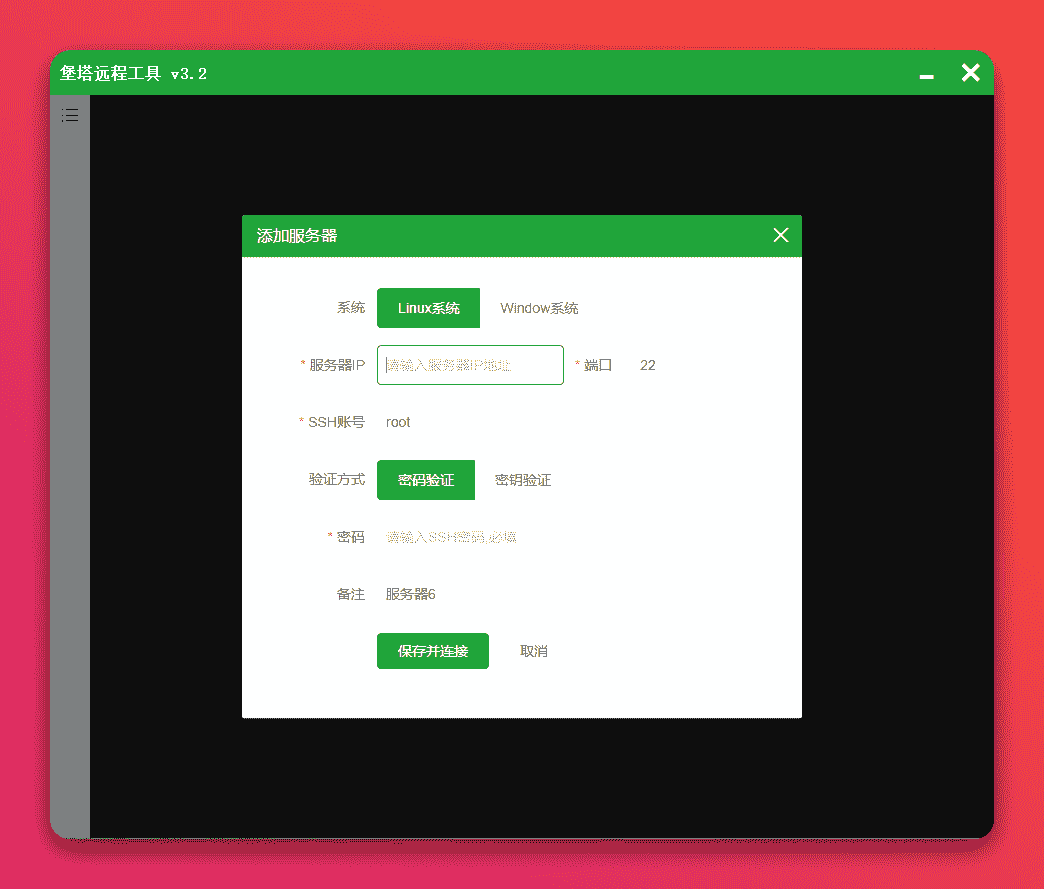 堡塔远程工具 v3.2
添加服务器
系统 Linux系统 Window系统
* 服务器IP 请输入服务器IP地址 * 端口 22
* SSH账号 root
验证方式 密码验证 密钥验证
* 密码 请输入SSH密码,必填
备注 服务器6
保存并连接 取消